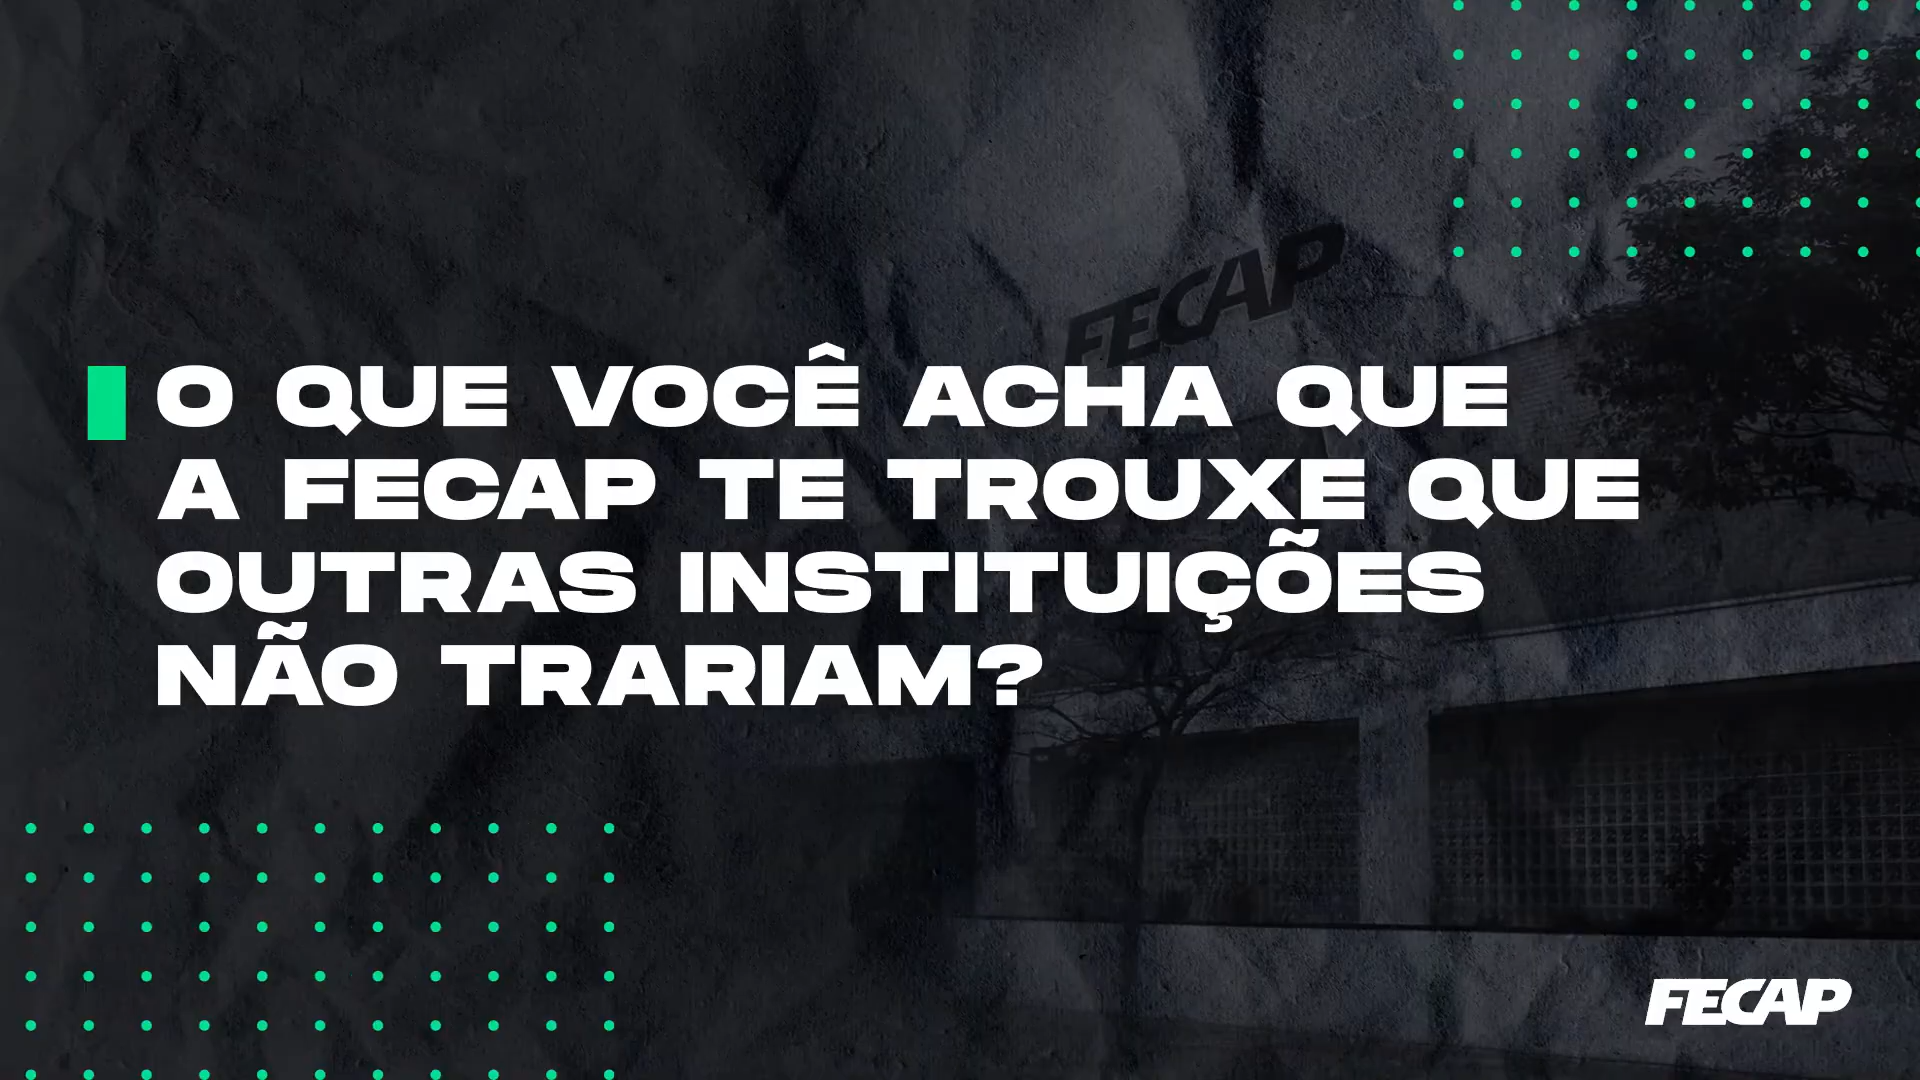 FECAP
O QUE VOCÊ ACHA QUE
A FECAP TE TROUXE QUE
OUTRAS INSTITUIÇÕES
NÃO TRARIAM?
FECAP